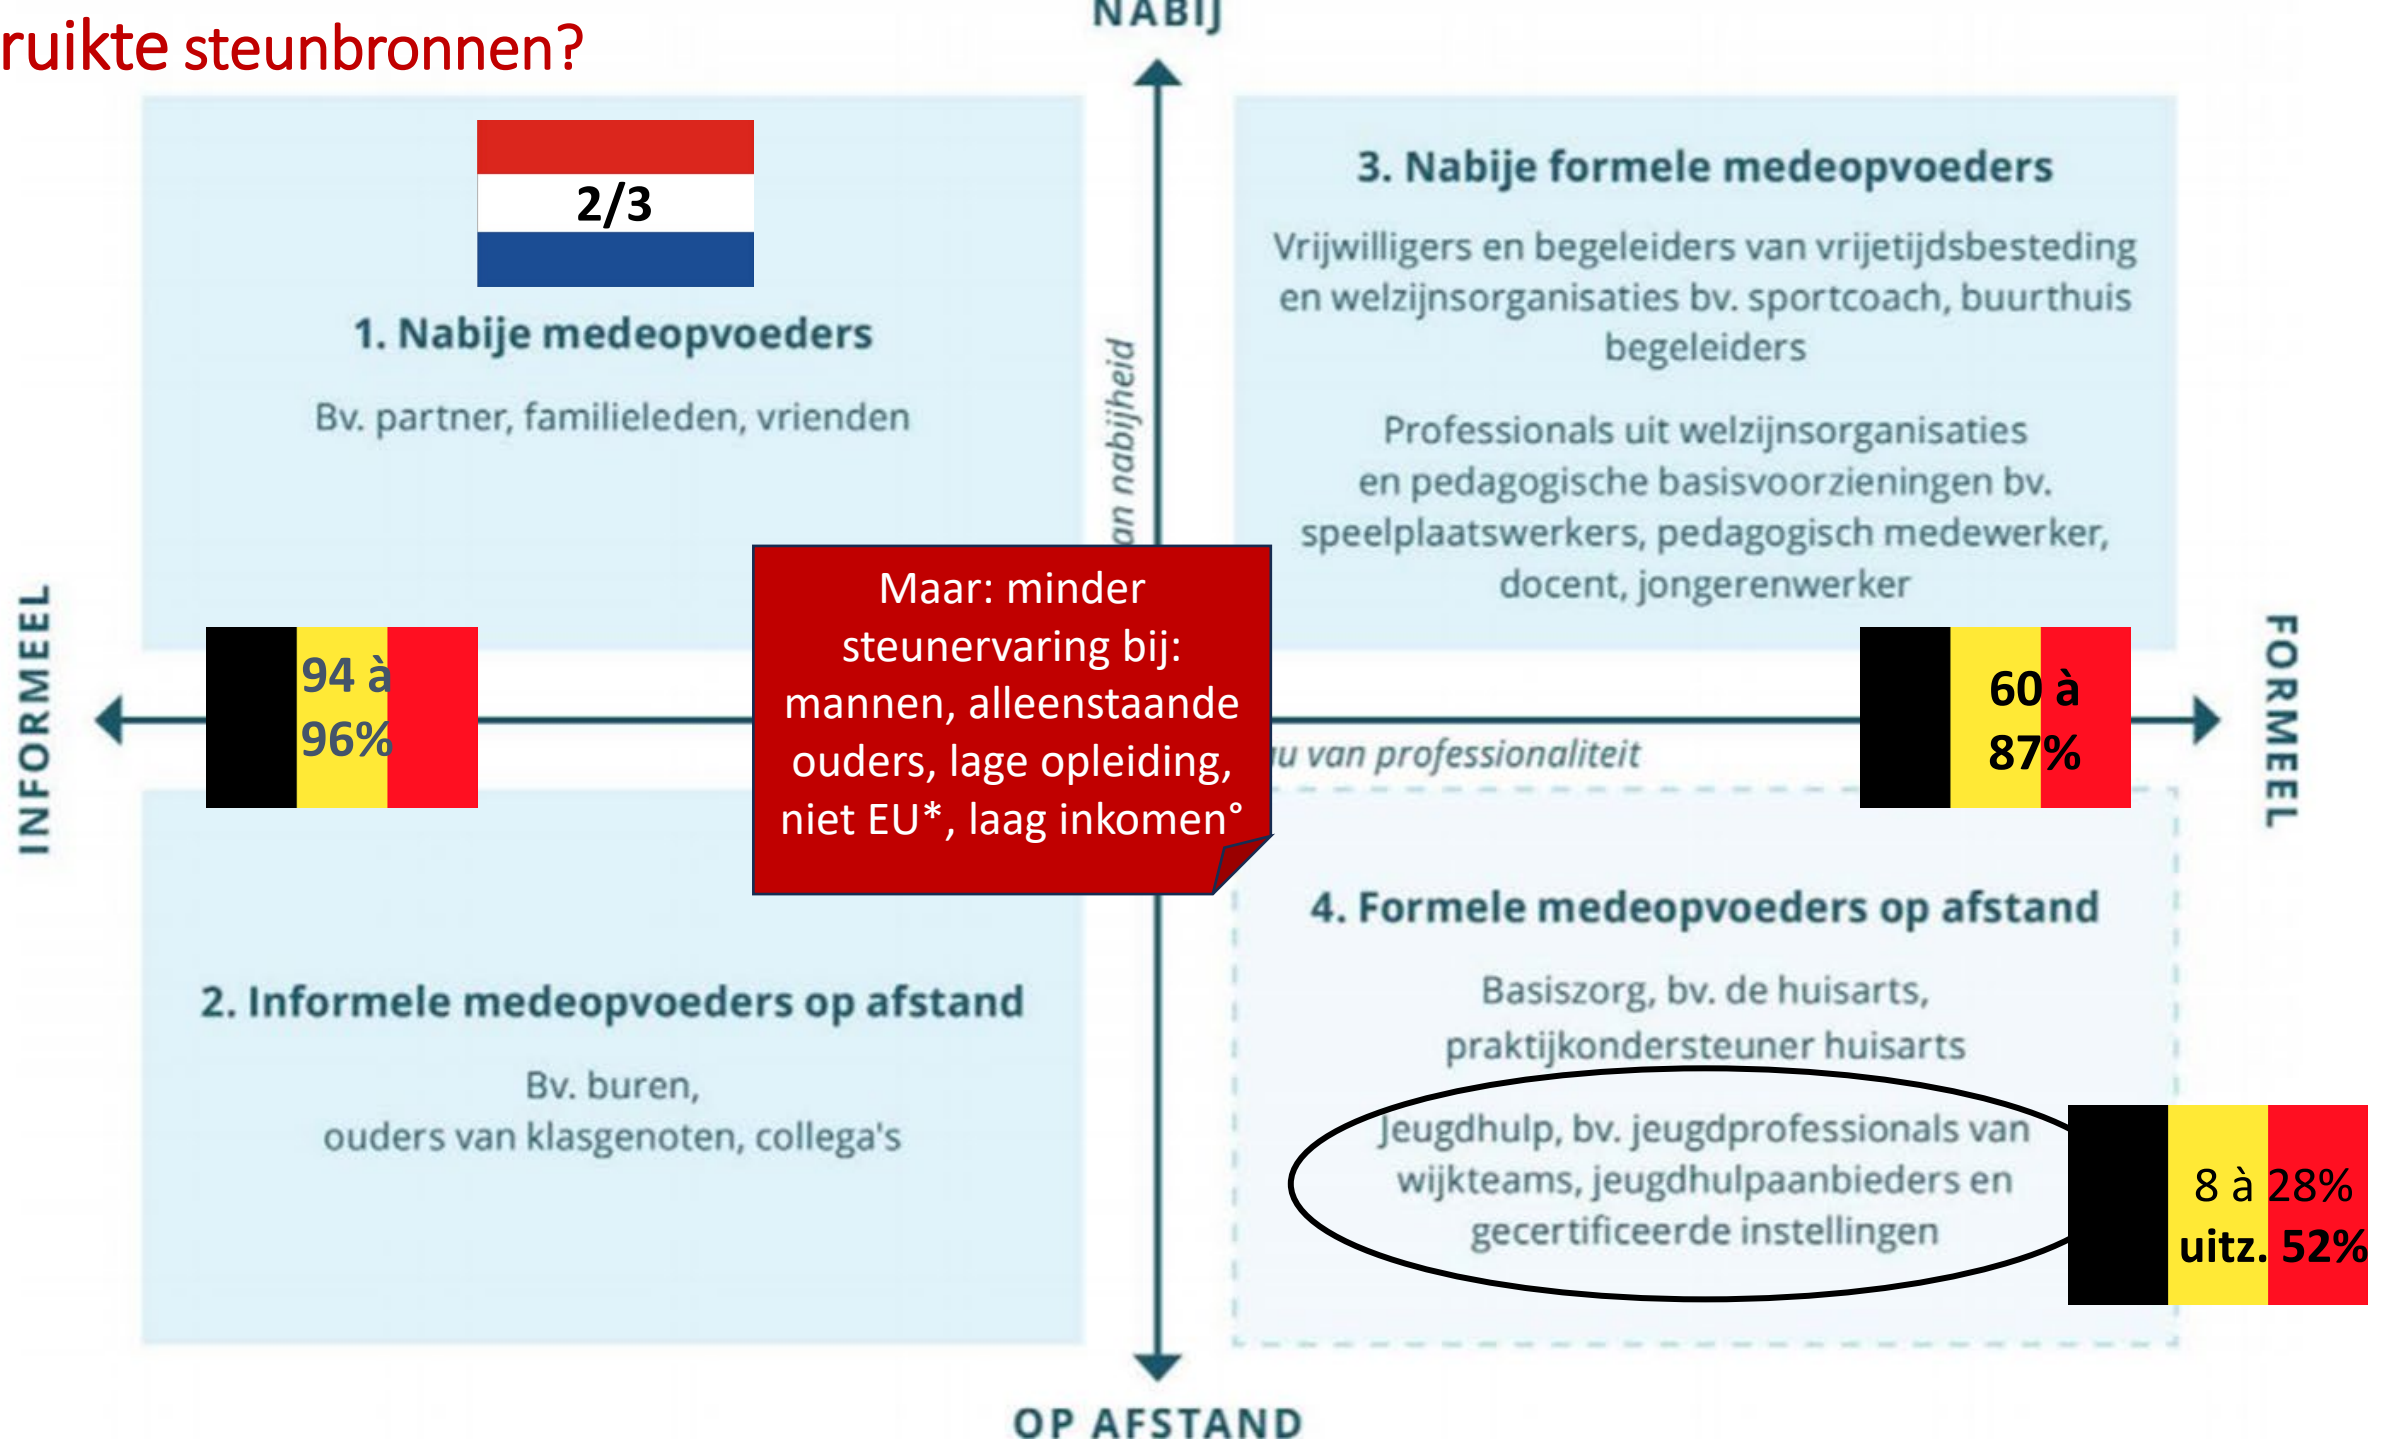 steunbronnen?
NABIJ
2/3
1. Nabije medeopvoeders
Bv. partner, familieleden, vrienden
3. Nabije formele medeopvoeders
Vrijwilligers en begeleiders van vrijetijdsbesteding
en welzijnsorganisaties bv. sportcoach, buurthuis
begeleiders
Professionals uit welzijnsorganisaties
en pedagogische basisvoorzieningen bv.
speelplaatswerkers, pedagogisch medewerker,
docent, jongerenwerker
nabijheid
INFORMEEL
94 à
96%
Maar: minder
steunervaring bij:
mannen, alleenstaande
ouders, lage opleiding,
niet EU*, laag inkomen°
van professionaliteit
60 à
87%
FORMEEL
2. Informele medeopvoeders op afstand
Bv. buren,
ouders van klasgenoten, collega's
4. Formele medeopvoeders op afstand
Basiszorg, bv. de huisarts,
praktijkondersteuner huisarts
Jeugdhulp, bv. jeugdprofessionals van
wijkteams, jeugdhulpaanbieders en
gecertificeerde instellingen
8 à 28%
uitz. 52%
OP AFSTAND